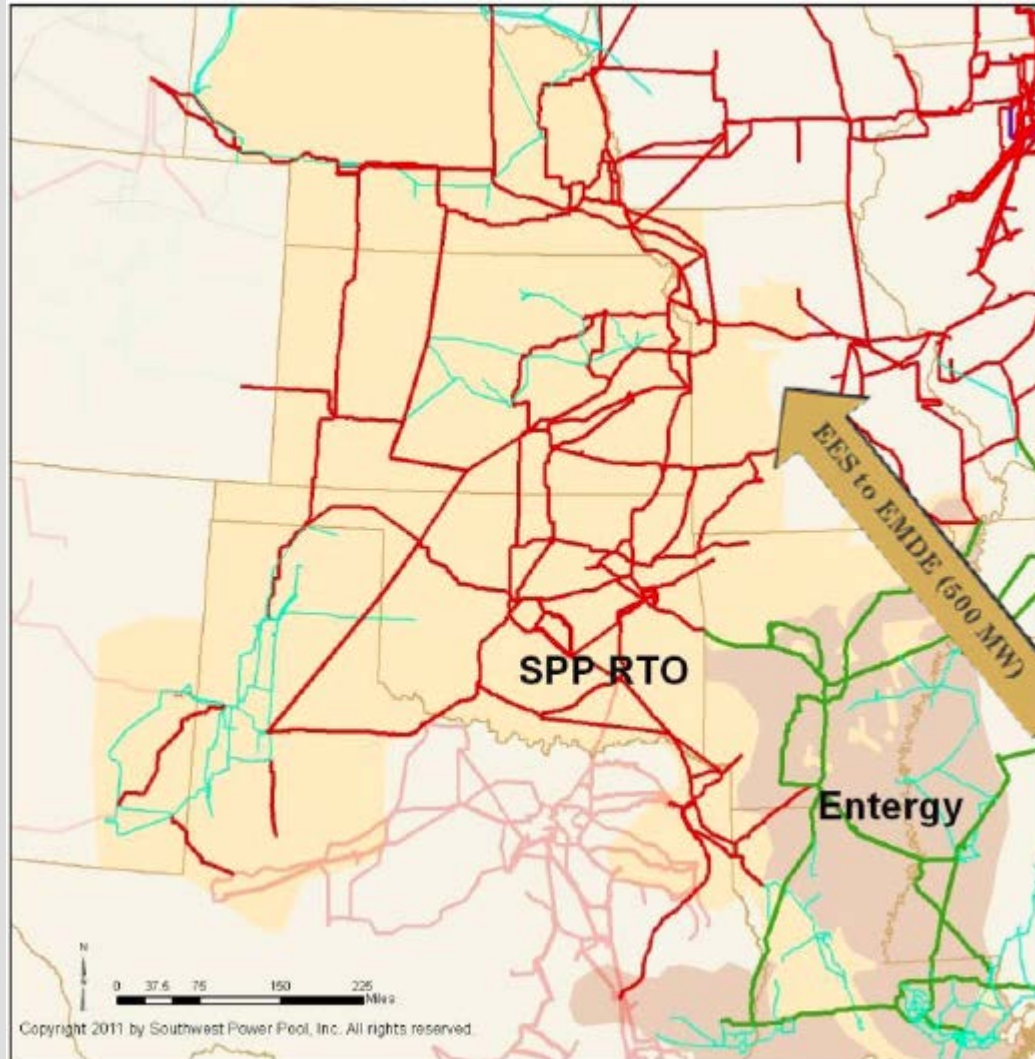 EES to EMDE (500 MW)
SPP RTO
Entergy
N
0 37.5 75 150 225
Miles
Copyright 2011 by Southwest Power Pool, Inc. All rights reserved.